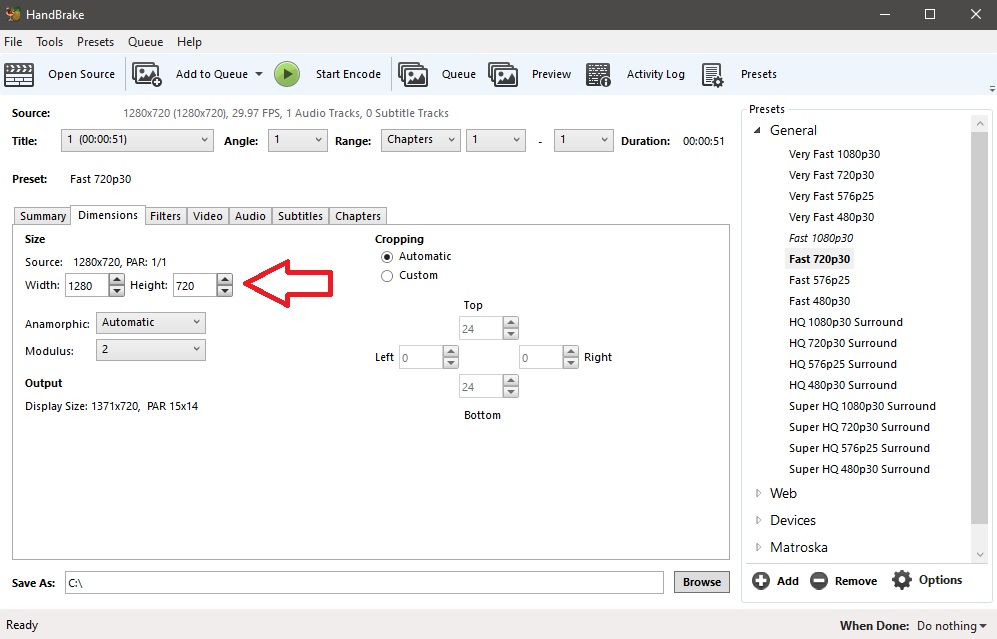 HandBrake
File Tools Presets Queue Help
Open Source Add to Queue Start Encode Queue Preview Activity Log Presets
Source: 1280x720 (1280x720), 29.97 FPS, 1 Audio Tracks, 0 Subtitle Tracks
Title: 1 (00:00:51) Angle: 1 Range: Chapters 1 - 1 Duration: 00:00:51
Preset: Fast 720p30
Summary Dimensions Filters Video Audio Subtitles Chapters
Size
Source: 1280x720, PAR: 1/1
Width: 1280 Height: 720
Anamorphic: Automatic
Modulus: 2
Output
Display Size: 1371x720, PAR 15x14
Cropping
Automatic
Custom
Top
24
Left 0 0 Right
24
Bottom
Save As: C:\ Browse
Presets
General
Very Fast 1080p30
Very Fast 720p30
Very Fast 576p25
Very Fast 480p30
Fast 1080p30
Fast 720p30
Fast 576p25
Fast 480p30
HQ 1080p30 Surround
HQ 720p30 Surround
HQ 576p25 Surround
HQ 480p30 Surround
Super HQ 1080p30 Surround
Super HQ 720p30 Surround
Super HQ 576p25 Surround
Super HQ 480p30 Surround
Web
Devices
Matroska
Add Remove Options
Ready When Done: Do nothing